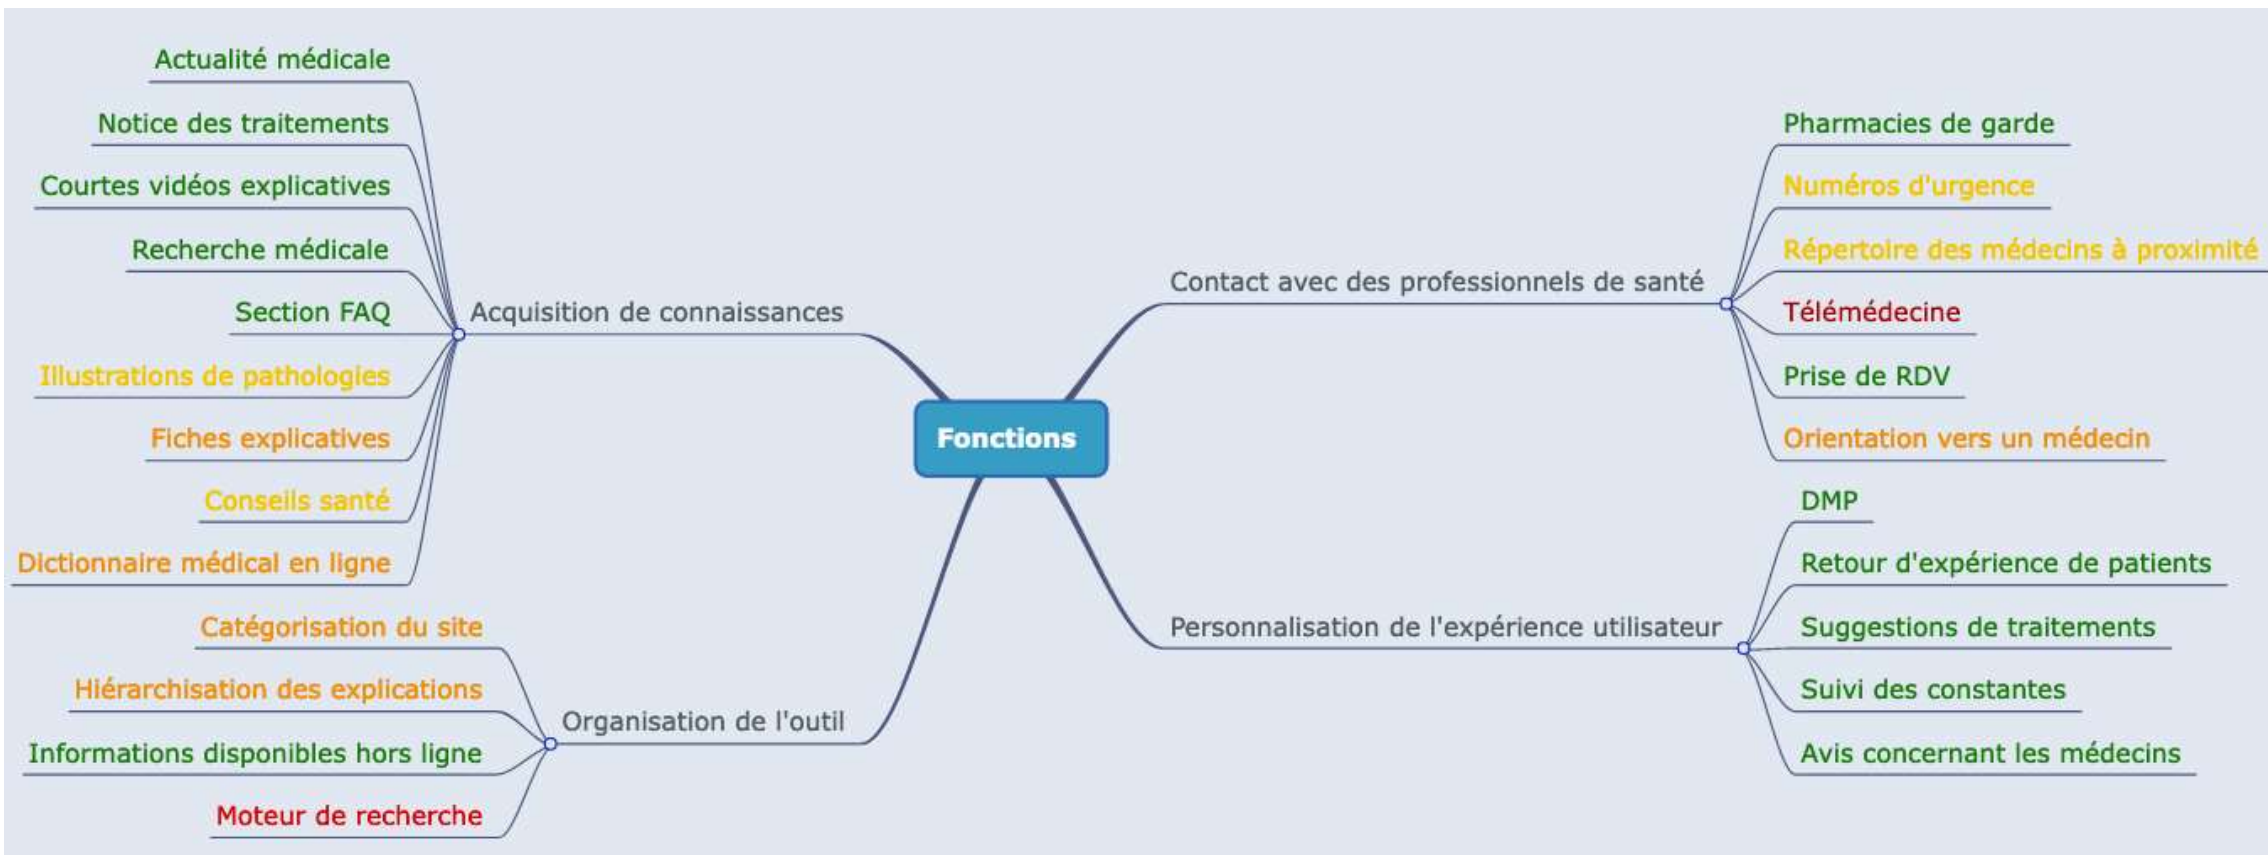 Actualité médicale
Notice des traitements
Courtes vidéos explicatives
Recherche médicale
Section FAQ
Illustrations de pathologies
Fiches explicatives
Conseils santé
Dictionnaire médical en ligne
Acquisition de connaissances
Catégorisation du site
Hiérarchisation des explications
Informations disponibles hors ligne
Moteur de recherche
Organisation de l'outil
Fonctions
Contact avec des professionnels de santé
Pharmacies de garde
Numéros d'urgence
Répertoire des médecins à proximité
Télémédecine
Prise de RDV
Orientation vers un médecin
Personnalisation de l'expérience utilisateur
DMP
Retour d'expérience de patients
Suggestions de traitements
Suivi des constantes
Avis concernant les médecins